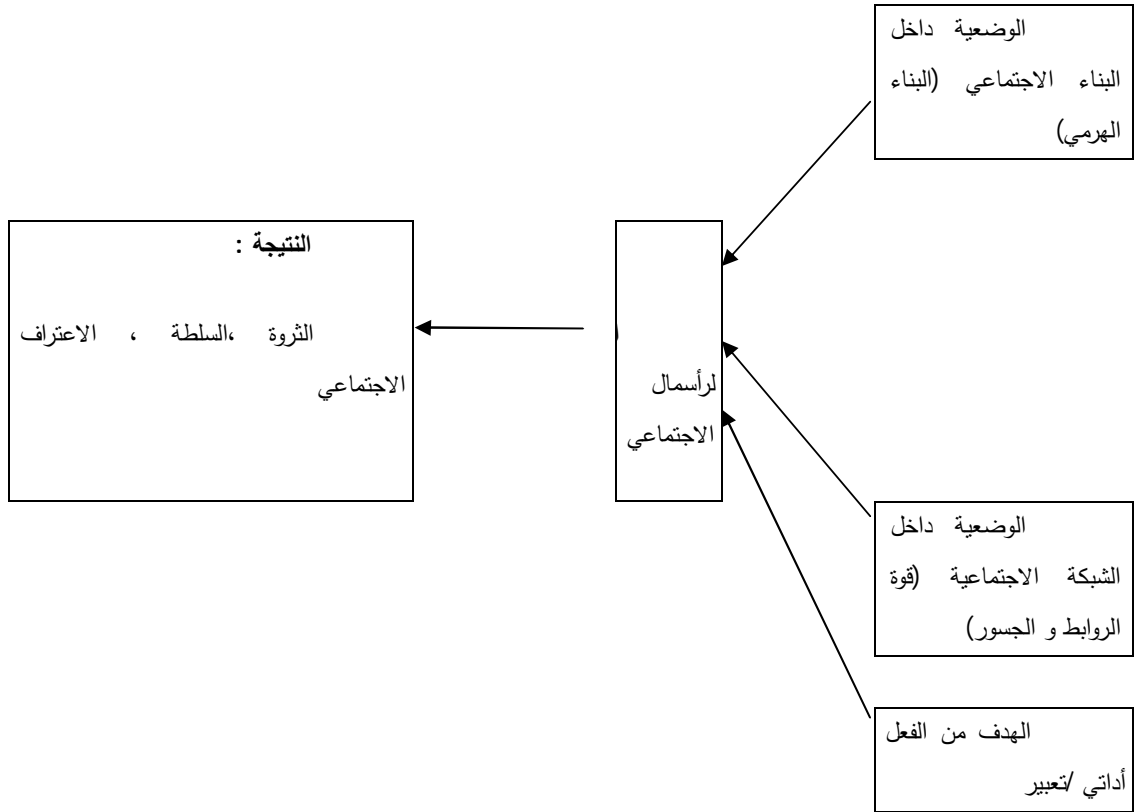 الوضعية داخل
البناء الاجتماعي (البناء
الهرمي)
النتيجة :
الثروة ،السلطة ، الاعتراف
الاجتماعي
لرأسمال
الاجتماعي
الوضعية داخل
الشبكة الاجتماعية (قوة
الروابط و الجسور)
الهدف من الفعل
أداتي /تعبير